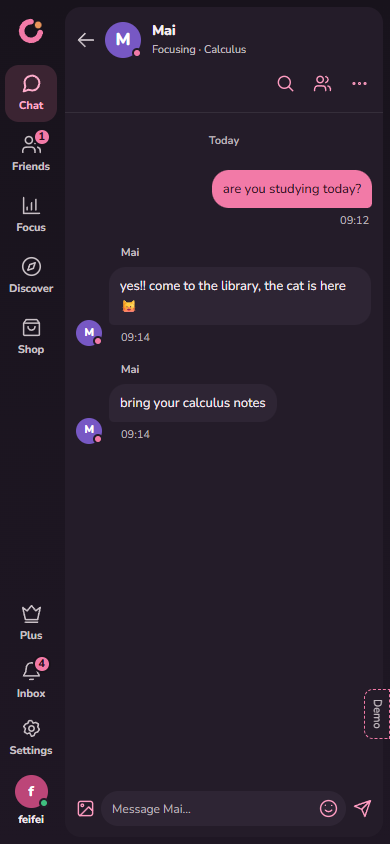 Mai
M
Focusing · Calculus
Chat
1
Friends
Focus
Discover
Shop
Today
are you studying today?
09:12
Mai
yes!! come to the library, the cat is here
😺
M
09:14
Mai
bring your calculus notes
M
09:14
Plus
4
Inbox
Settings
f
feifei
Demo
Message Mai...